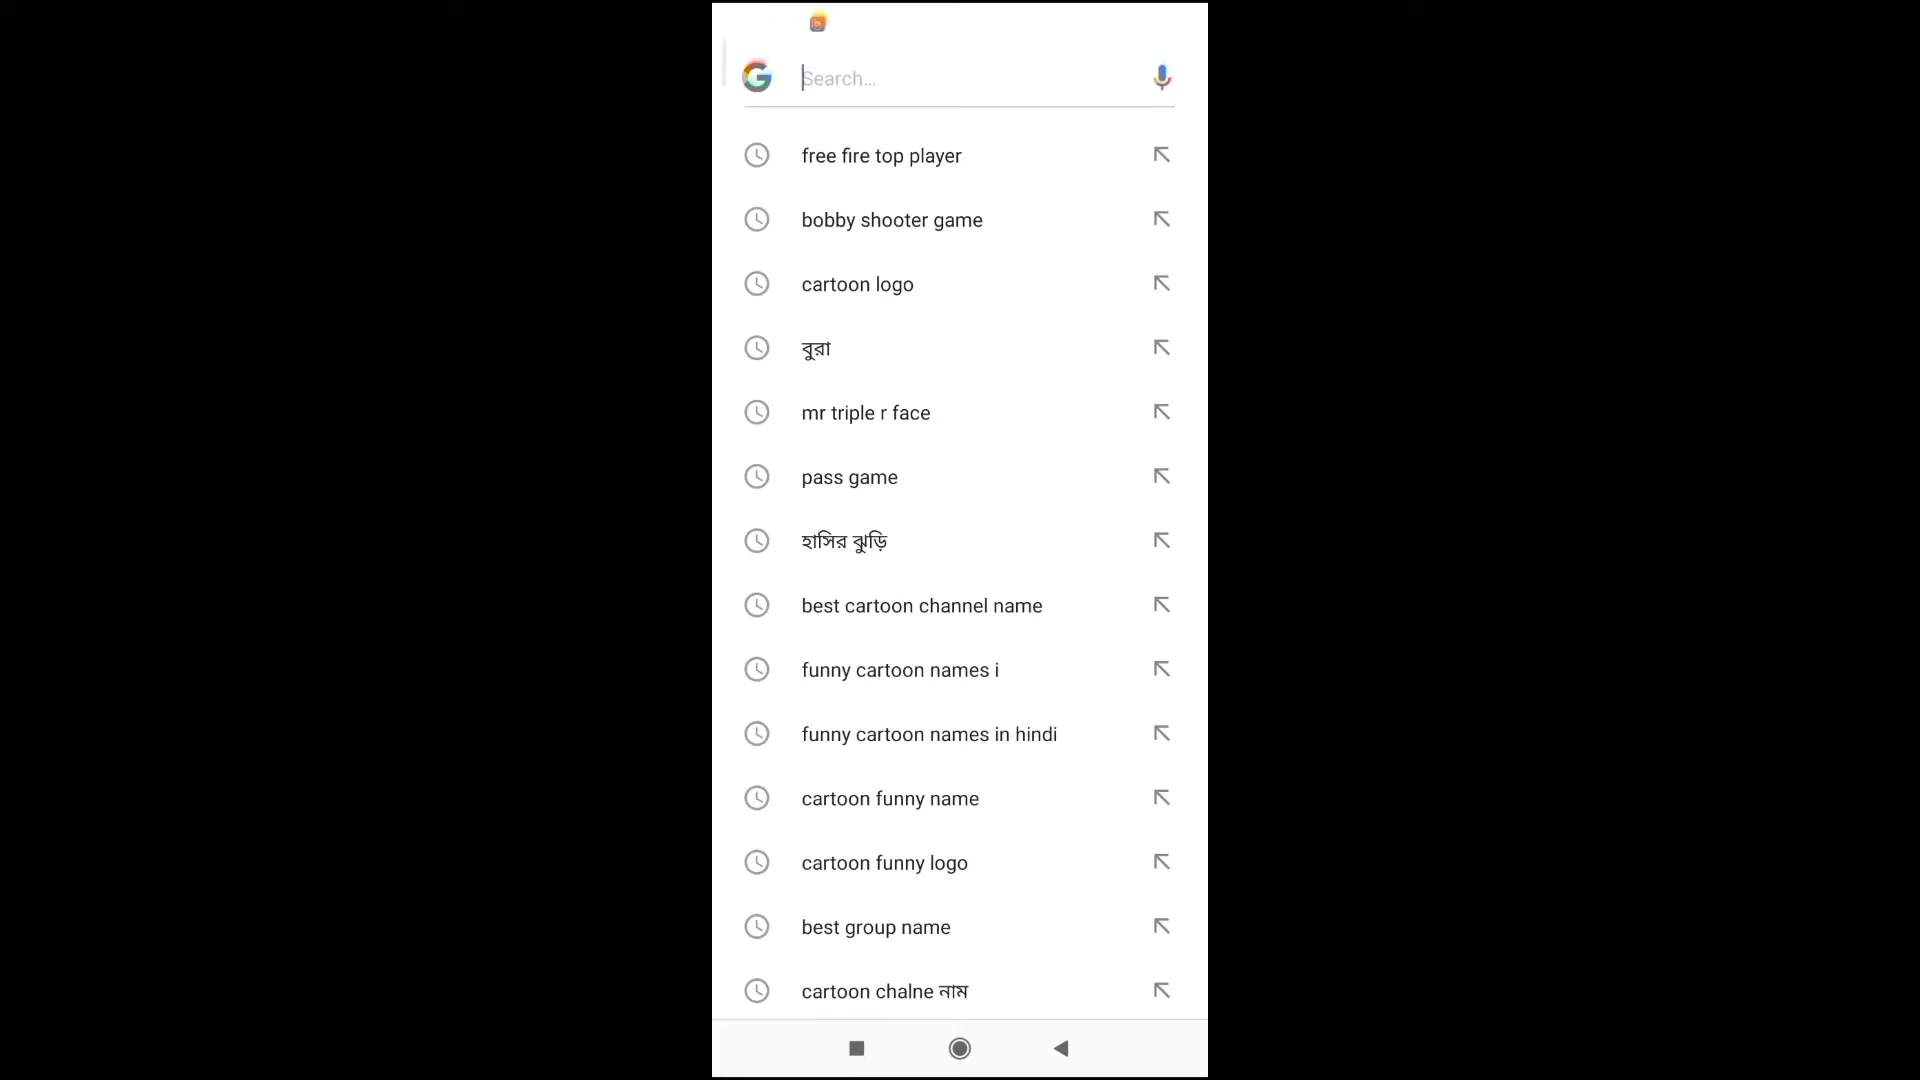 Search...
free fire top player
bobby shooter game
cartoon logo
বুরা
mr triple r face
pass game
হাসির ঝুড়ি
best cartoon channel name
funny cartoon names i
funny cartoon names in hindi
cartoon funny name
cartoon funny logo
best group name
cartoon chalne নাম